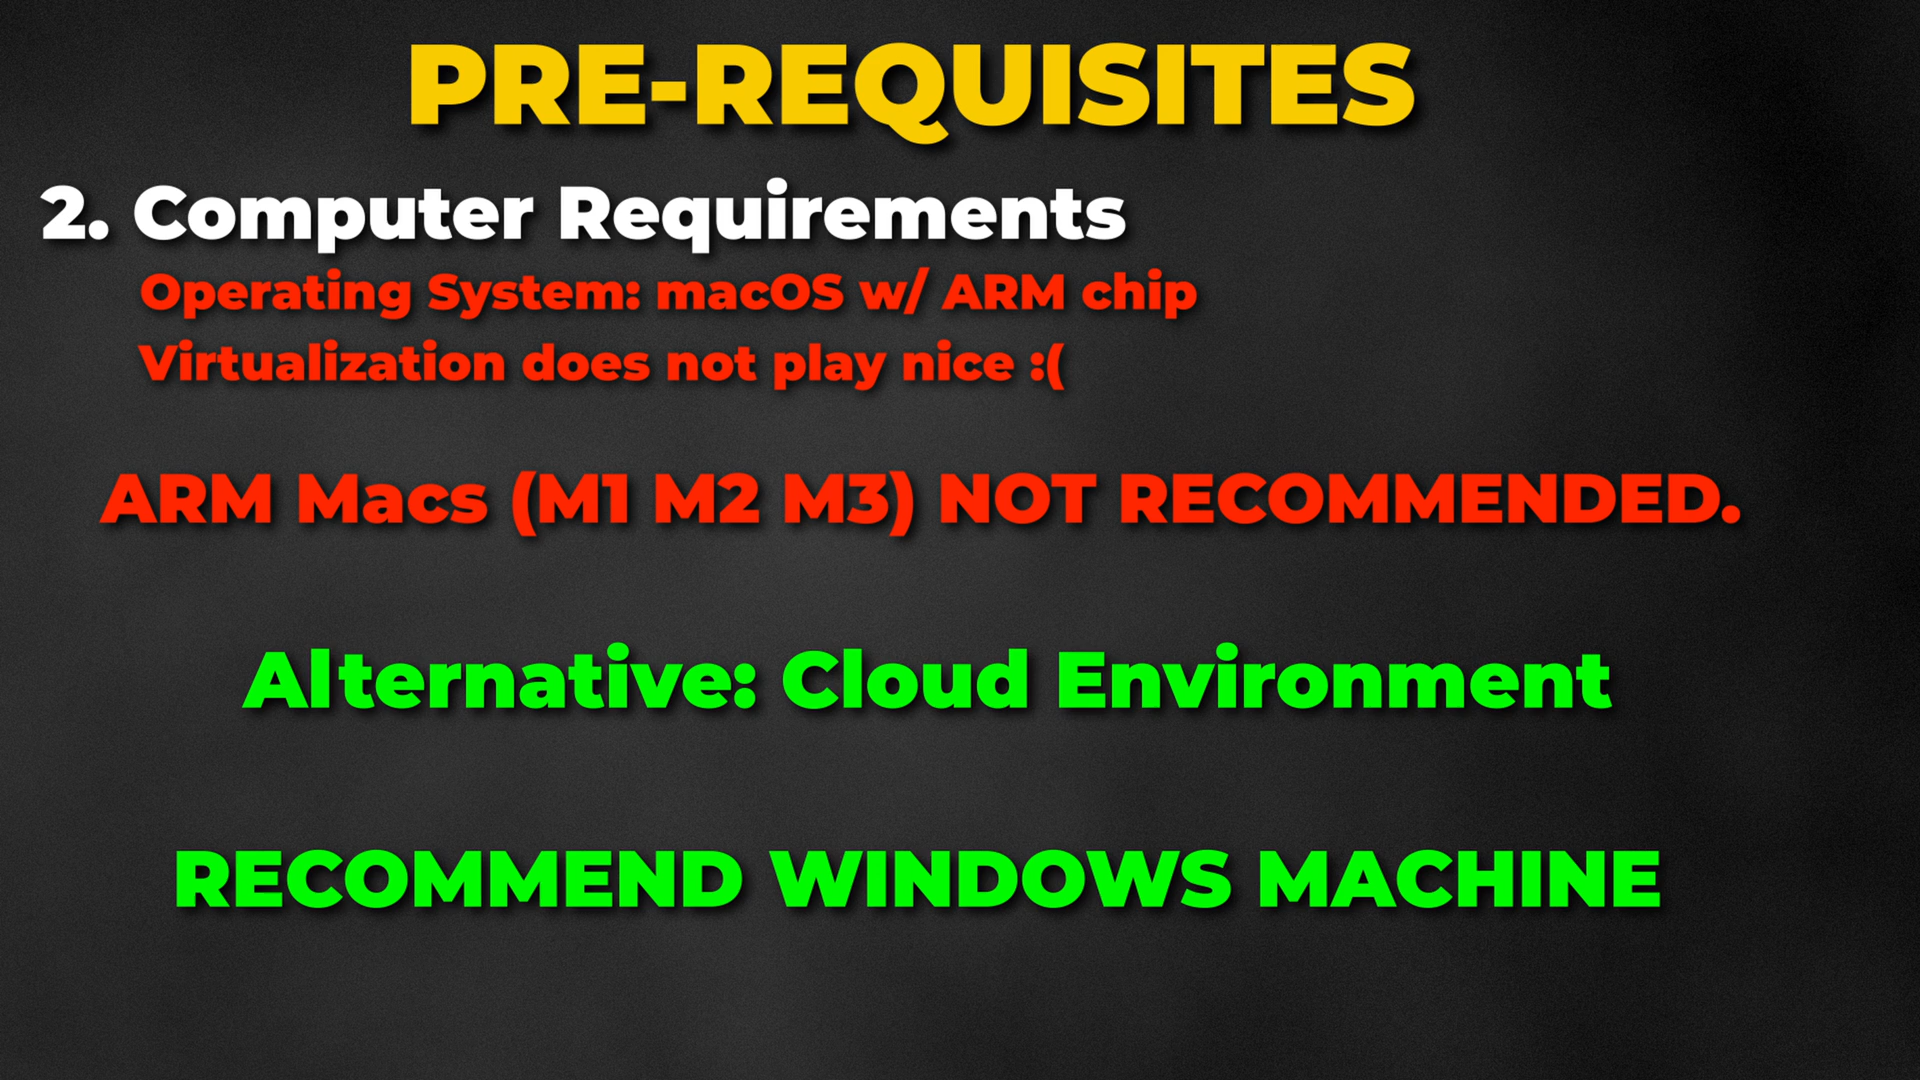 PRE-REQUISITES
2. Computer Requirements
Operating System: macOS w/ ARM chip
Virtualization does not play nice :(
ARM Macs (M1 M2 M3) NOT RECOMMENDED.
Alternative: Cloud Environment
RECOMMEND WINDOWS MACHINE